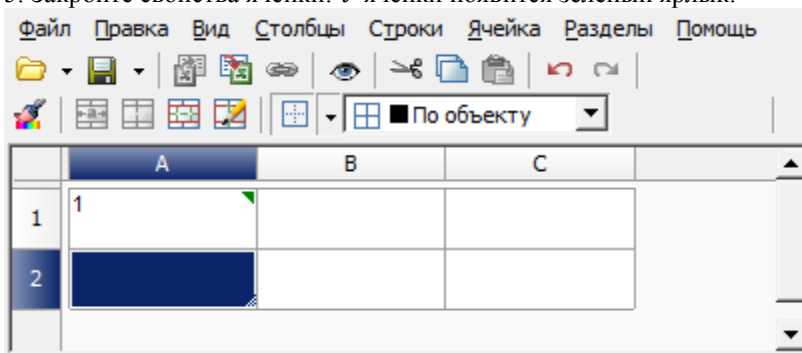 5. Закройте свойства ячейки. У ячейки появится зеленый ярлык.
Файл Правка Вид Столбцы Строки Ячейка Разделы Помощь
По объекту
A B C
1 1
2